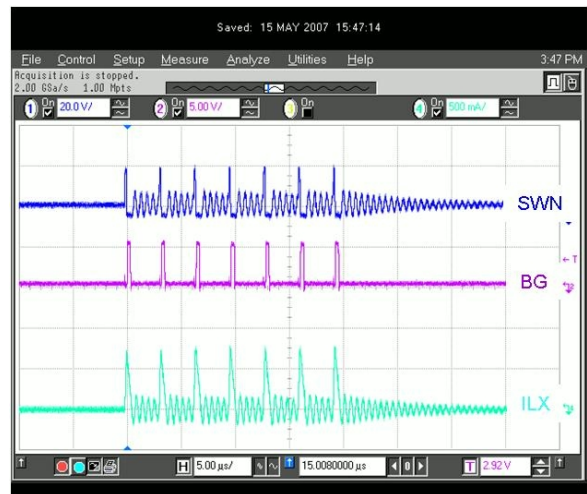 Saved: 15 MAY 2007 15:47:14
File Control Setup Measure Analyze Utilities Help 3:47 PM
Acquisition is stopped.
2.00 GSa/s 1.00 Mpts
1 On 20.0 V/ 2 On 5.00 V/ 3 On 4 On 500 mA/
SWN
T
BG
ILX
H 5.00 µs/ 15.0080000 µs 0 T 2.92 V